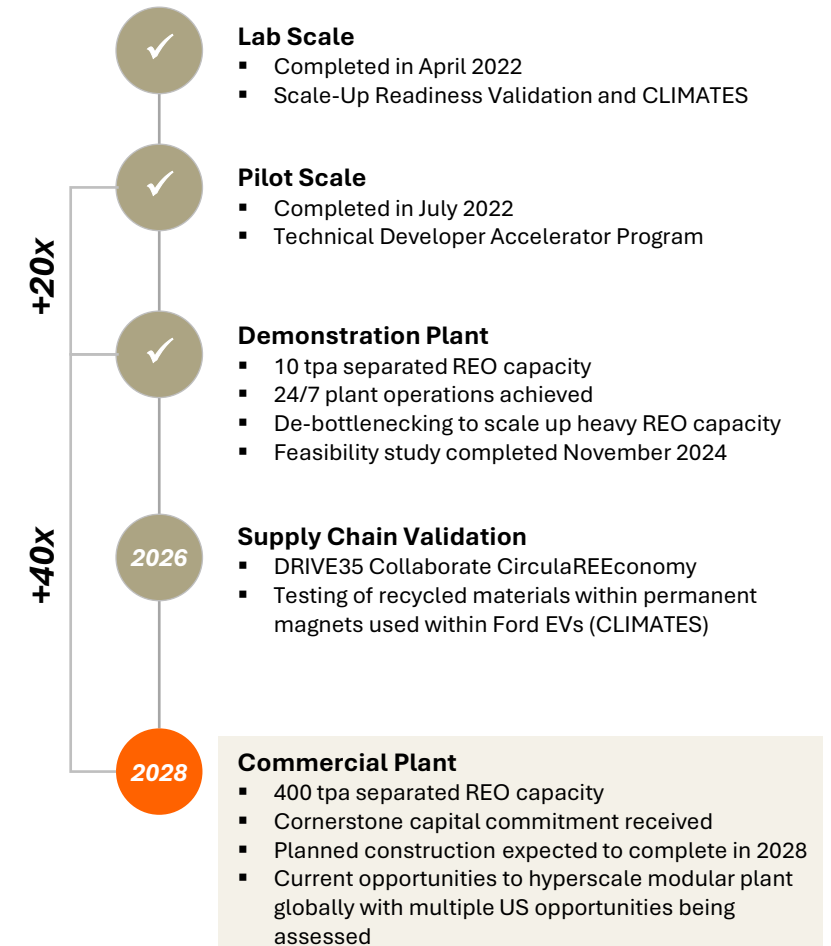 ✓
Lab Scale
▪ Completed in April 2022
▪ Scale-Up Readiness Validation and CLIMATES
✓
Pilot Scale
▪ Completed in July 2022
▪ Technical Developer Accelerator Program
+20x
✓
Demonstration Plant
▪ 10 tpa separated REO capacity
▪ 24/7 plant operations achieved
▪ De-bottlenecking to scale up heavy REO capacity
▪ Feasibility study completed November 2024
+40x
2026
Supply Chain Validation
▪ DRIVE35 Collaborate CirculaREEconomy
▪ Testing of recycled materials within permanent
magnets used within Ford EVs (CLIMATES)
2028
Commercial Plant
▪ 400 tpa separated REO capacity
▪ Cornerstone capital commitment received
▪ Planned construction expected to complete in 2028
▪ Current opportunities to hyperscale modular plant
globally with multiple US opportunities being
assessed